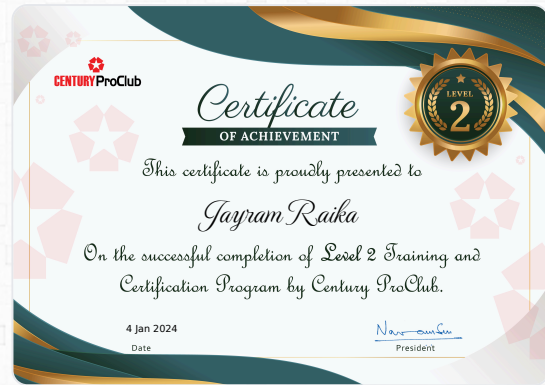 CENTURY ProClub
Certificate
OF ACHIEVEMENT
LEVEL
2
This certificate is proudly presented to
Jayram Raika
On the successful completion of Level 2 Training and
Certification Program by Century ProClub.
4 Jan 2024
Date
President